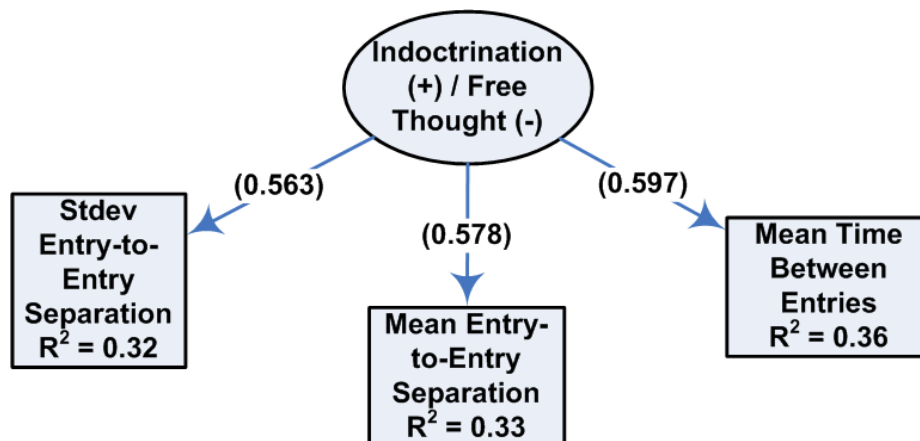 Indoctrination
(+) / Free
Thought (-)
(0.563)
(0.578)
(0.597)
Stdev
Entry-to-
Entry
Separation
R² = 0.32
Mean Entry-
to-Entry
Separation
R² = 0.33
Mean Time
Between
Entries
R² = 0.36